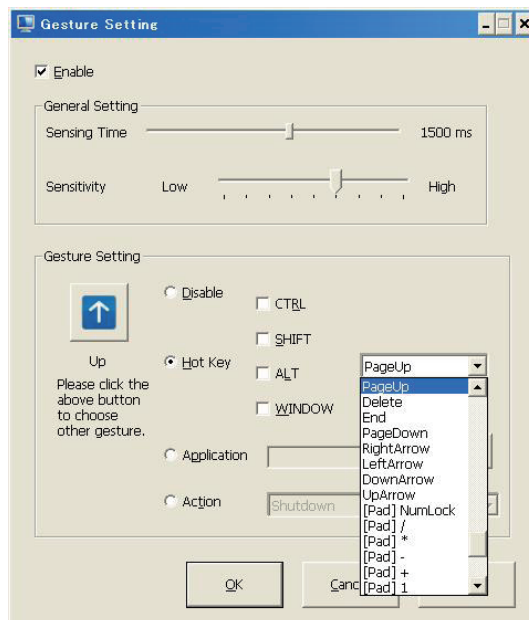 Gesture Setting
Enable
General Setting
Sensing Time
1500 ms
Sensitivity
Low
High
Gesture Setting
Disable
CTRL
SHIFT
Up
Hot Key
ALT
PageUp
Please click the
above button
to choose
other gesture.
WINDOW
PageUp
Delete
End
PageDown
RightArrow
LeftArrow
DownArrow
UpArrow
[Pad] NumLock
[Pad] /
[Pad] *
[Pad] -
[Pad] +
[Pad] 1
Application
Action
Shutdown
OK
Canc